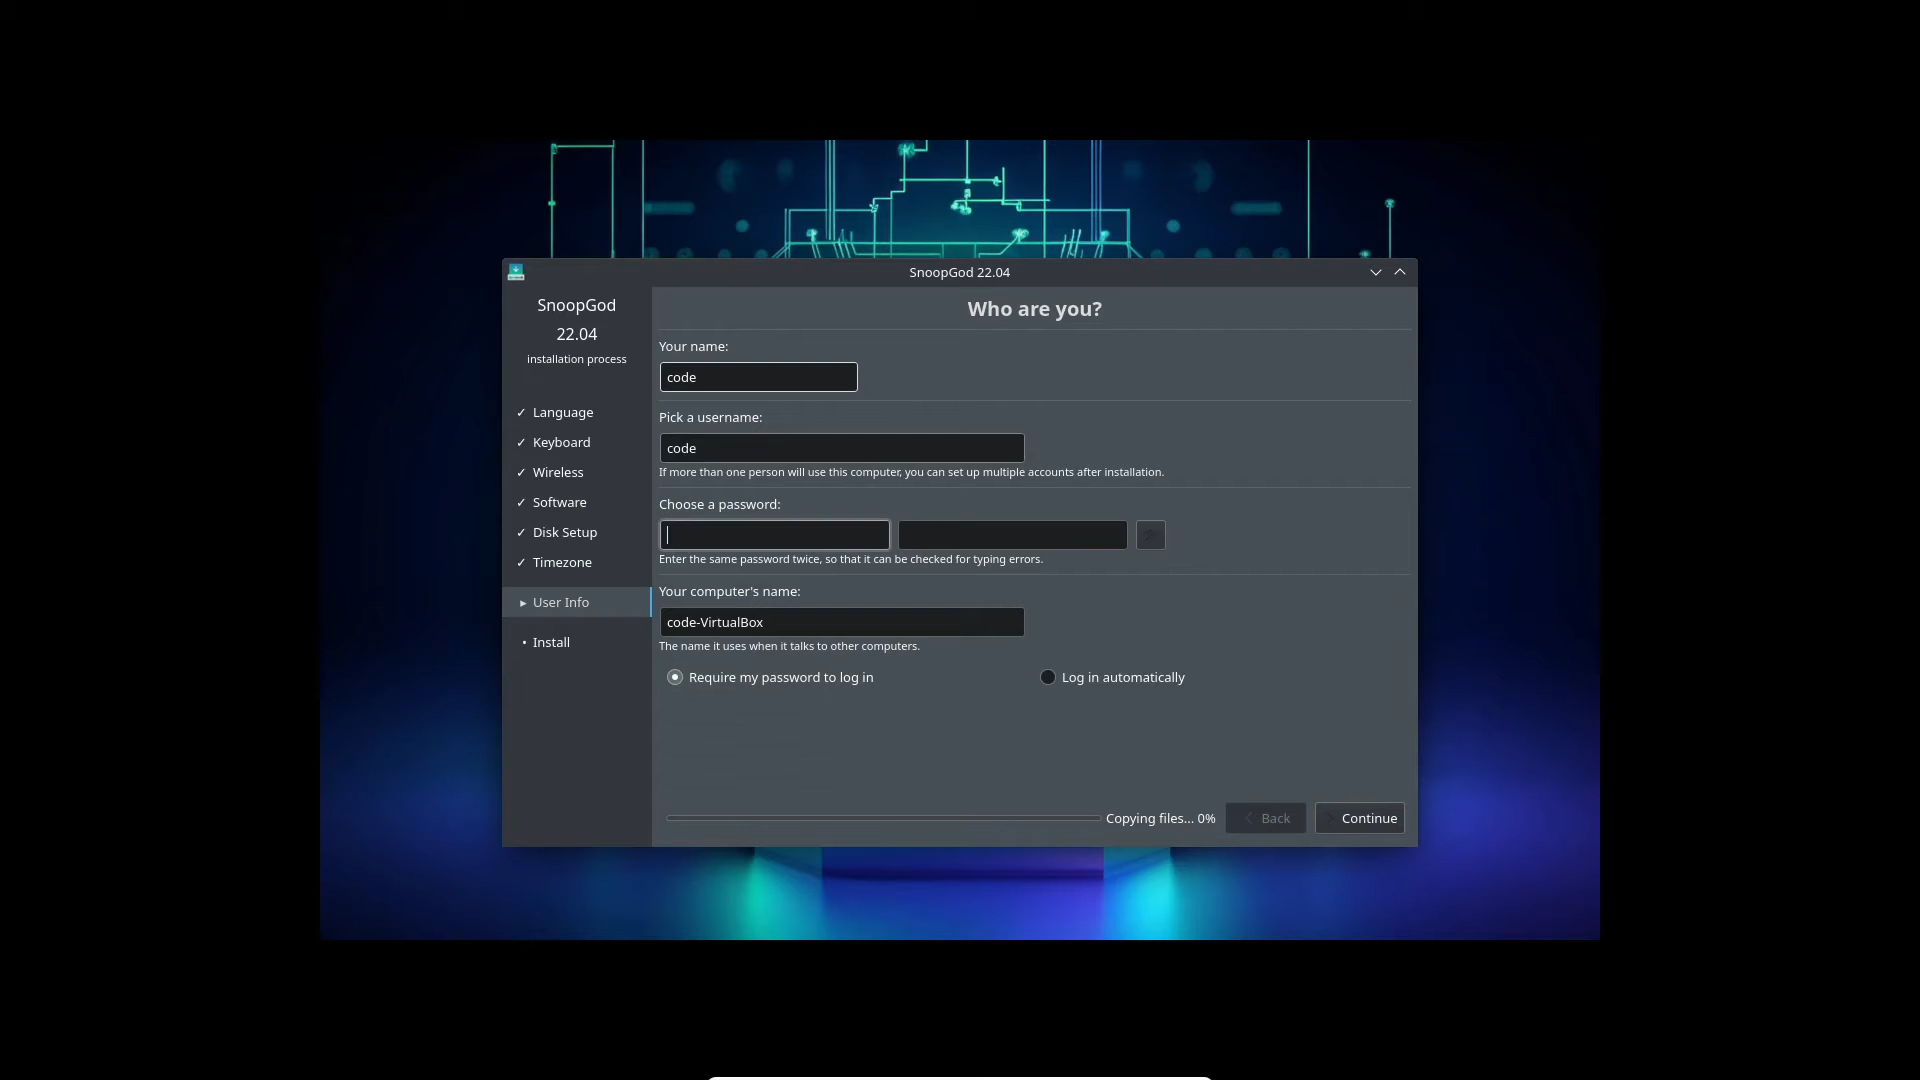 SnoopGod 22.04
SnoopGod
22.04
installation process
✓ Language
✓ Keyboard
✓ Wireless
✓ Software
✓ Disk Setup
✓ Timezone
▸ User Info
• Install
Who are you?
Your name:
code
Pick a username:
code
If more than one person will use this computer, you can set up multiple accounts after installation.
Choose a password:
Enter the same password twice, so that it can be checked for typing errors.
Your computer's name:
code-VirtualBox
The name it uses when it talks to other computers.
Require my password to log in
Log in automatically
Copying files... 0%
Back
Continue